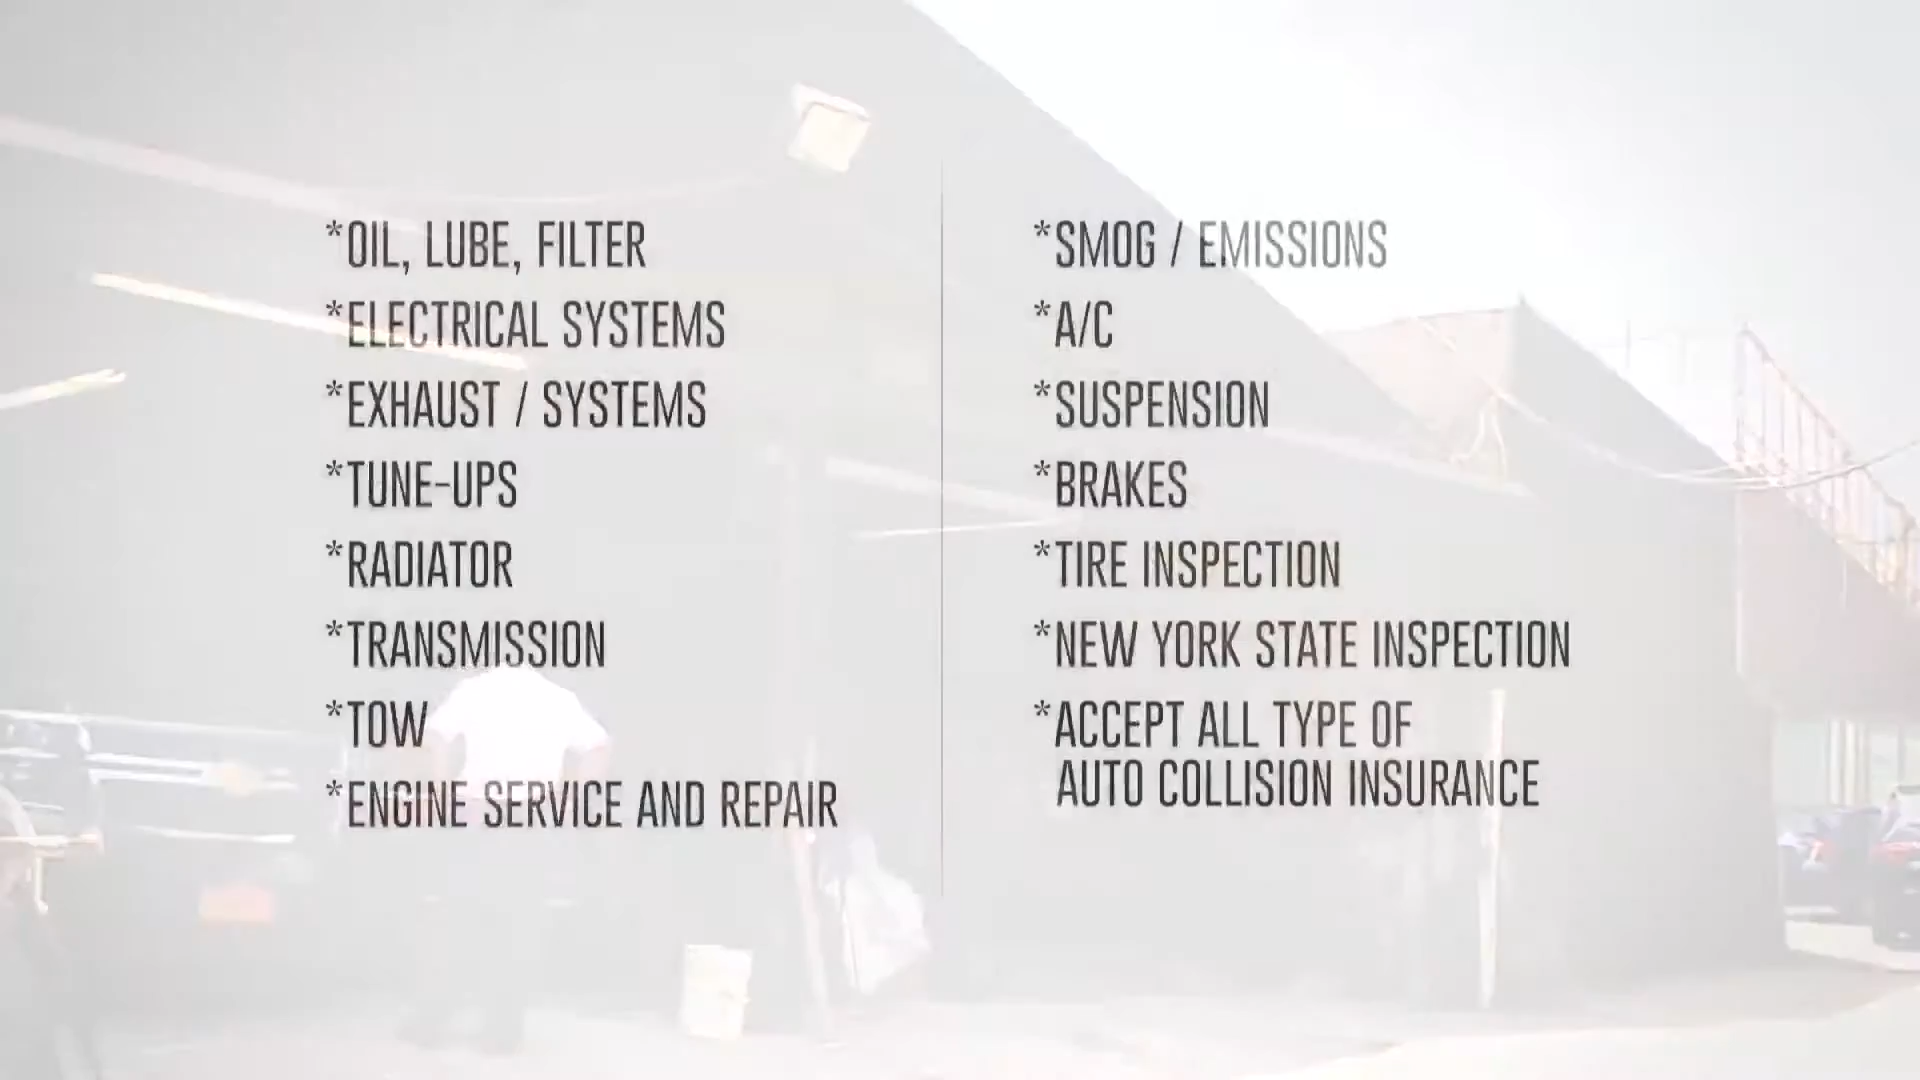 *OIL, LUBE, FILTER
*ELECTRICAL SYSTEMS
*EXHAUST / SYSTEMS
*TUNE-UPS
*RADIATOR
*TRANSMISSION
*TOW
*ENGINE SERVICE AND REPAIR
*SMOG / EMISSIONS
*A/C
*SUSPENSION
*BRAKES
*TIRE INSPECTION
*NEW YORK STATE INSPECTION
*ACCEPT ALL TYPE OF
AUTO COLLISION INSURANCE